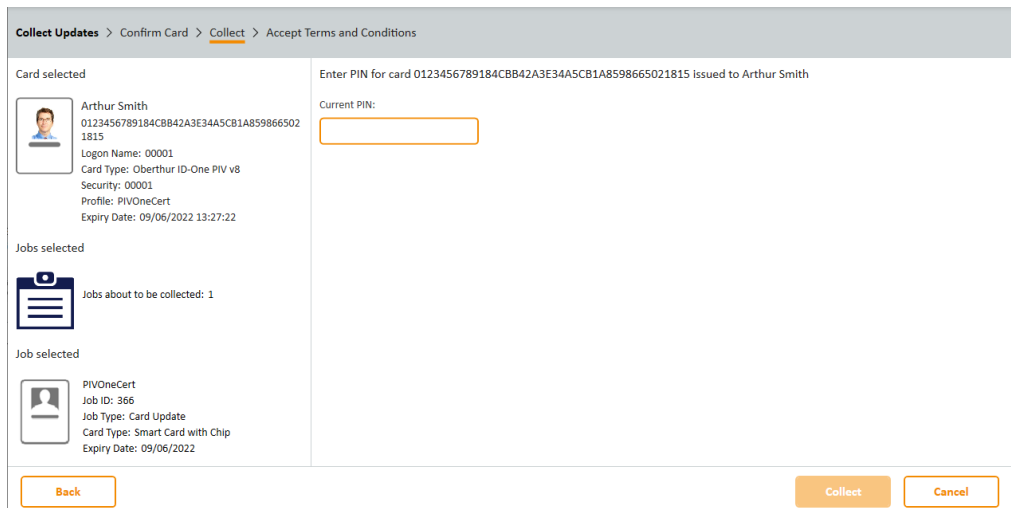 Collect Updates > Confirm Card > Collect > Accept Terms and Conditions
Card selected
Arthur Smith
0123456789184CBB42A3E34A5CB1A859866502
1815
Logon Name: 00001
Card Type: Oberthur ID-One PIV v8
Security: 00001
Profile: PIVOneCert
Expiry Date: 09/06/2022 13:27:22
Jobs selected
Jobs about to be collected: 1
Job selected
PIVOneCert
Job ID: 366
Job Type: Card Update
Card Type: Smart Card with Chip
Expiry Date: 09/06/2022
Enter PIN for card 0123456789184CBB42A3E34A5CB1A8598665021815 issued to Arthur Smith
Current PIN:
Back
Collect
Cancel